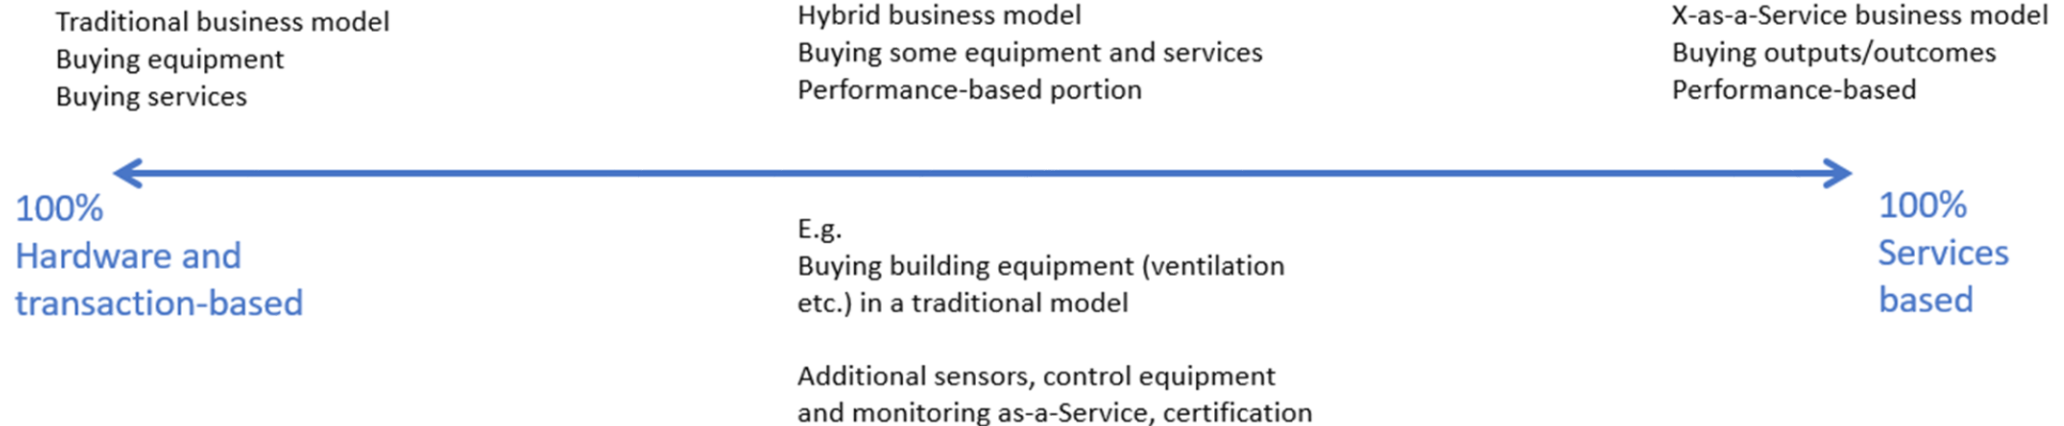 Traditional business model
Buying equipment
Buying services
Hybrid business model
Buying some equipment and services
Performance-based portion
X-as-a-Service business model
Buying outputs/outcomes
Performance-based
100%
Hardware and
transaction-based
E.g.
Buying building equipment (ventilation
etc.) in a traditional model
Additional sensors, control equipment
and monitoring as-a-Service, certification
100%
Services
based